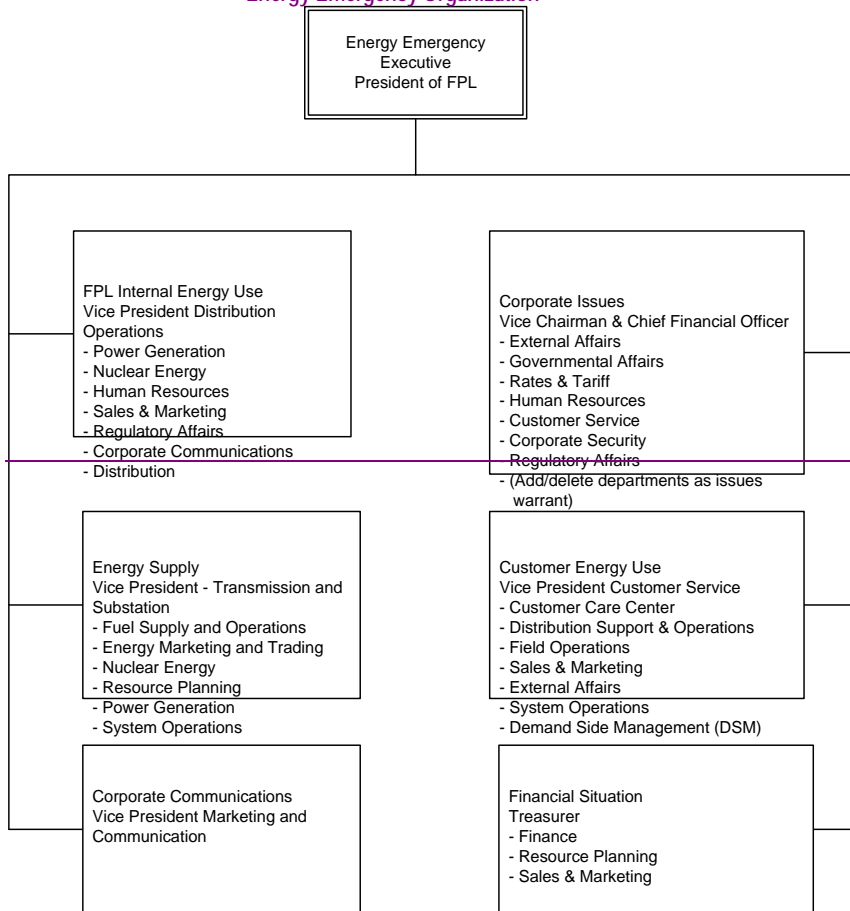 Energy Emergency Organization
Energy Emergency
Executive
President of FPL
FPL Internal Energy Use
Vice President Distribution
Operations
- Power Generation
- Nuclear Energy
- Human Resources
- Sales & Marketing
- Regulatory Affairs
- Corporate Communications
- Distribution
Corporate Issues
Vice Chairman & Chief Financial Officer
- External Affairs
- Governmental Affairs
- Rates & Tariff
- Human Resources
- Customer Service
- Corporate Security
- Regulatory Affairs
- (Add/delete departments as issues
warrant)
Energy Supply
Vice President - Transmission and
Substation
- Fuel Supply and Operations
- Energy Marketing and Trading
- Nuclear Energy
- Resource Planning
- Power Generation
- System Operations
Customer Energy Use
Vice President Customer Service
- Customer Care Center
- Distribution Support & Operations
- Field Operations
- Sales & Marketing
- External Affairs
- System Operations
- Demand Side Management (DSM)
Corporate Communications
Vice President Marketing and
Communication
Financial Situation
Treasurer
- Finance
- Resource Planning
- Sales & Marketing